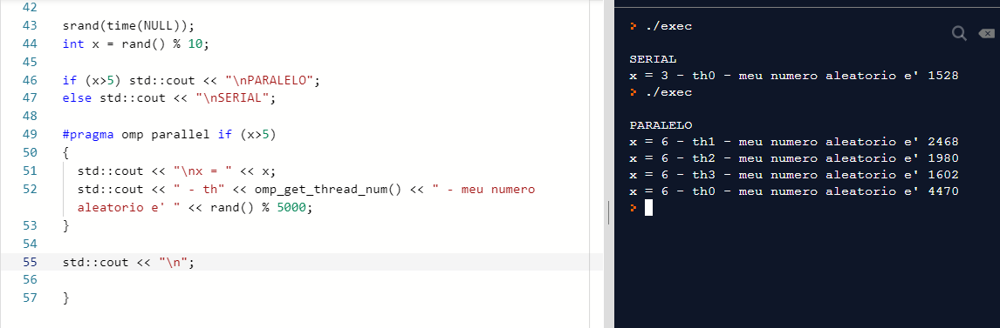 42
43 srand(time(NULL));
44 int x = rand() % 10;
45
46 if (x>5) std::cout << "\nPARALELO";
47 else std::cout << "\nSERIAL";
48
49 #pragma omp parallel if (x>5)
50 {
51 std::cout << "\nx = " << x;
52 std::cout << " - th" << omp_get_thread_num() << " - meu numero
aleatorio e' " << rand() % 5000;
53 }
54
55 std::cout << "\n";
56
57 }
> ./exec
SERIAL
x = 3 - th0 - meu numero aleatorio e' 1528
> ./exec
PARALELO
x = 6 - th1 - meu numero aleatorio e' 2468
x = 6 - th2 - meu numero aleatorio e' 1980
x = 6 - th3 - meu numero aleatorio e' 1602
x = 6 - th0 - meu numero aleatorio e' 4470
>